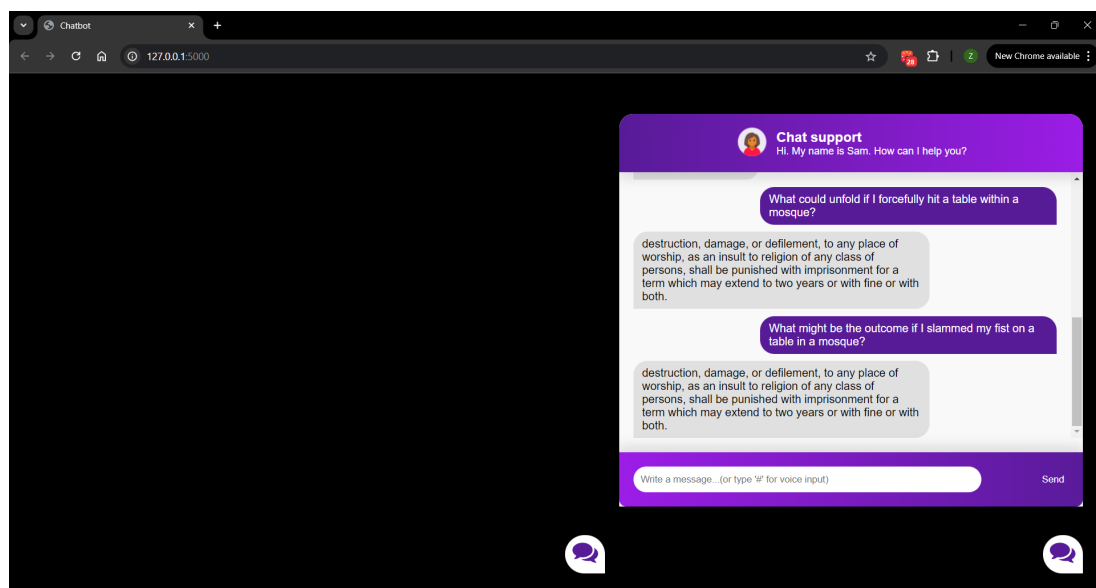 Chatbot
127.0.0.1:5000
28
Z
New Chrome available
Chat support
Hi. My name is Sam. How can I help you?
What could unfold if I forcefully hit a table within a
mosque?
destruction, damage, or defilement, to any place of
worship, as an insult to religion of any class of
persons, shall be punished with imprisonment for a
term which may extend to two years or with fine or with
both.
What might be the outcome if I slammed my fist on a
table in a mosque?
destruction, damage, or defilement, to any place of
worship, as an insult to religion of any class of
persons, shall be punished with imprisonment for a
term which may extend to two years or with fine or with
both.
Write a message...(or type '#' for voice input)
Send